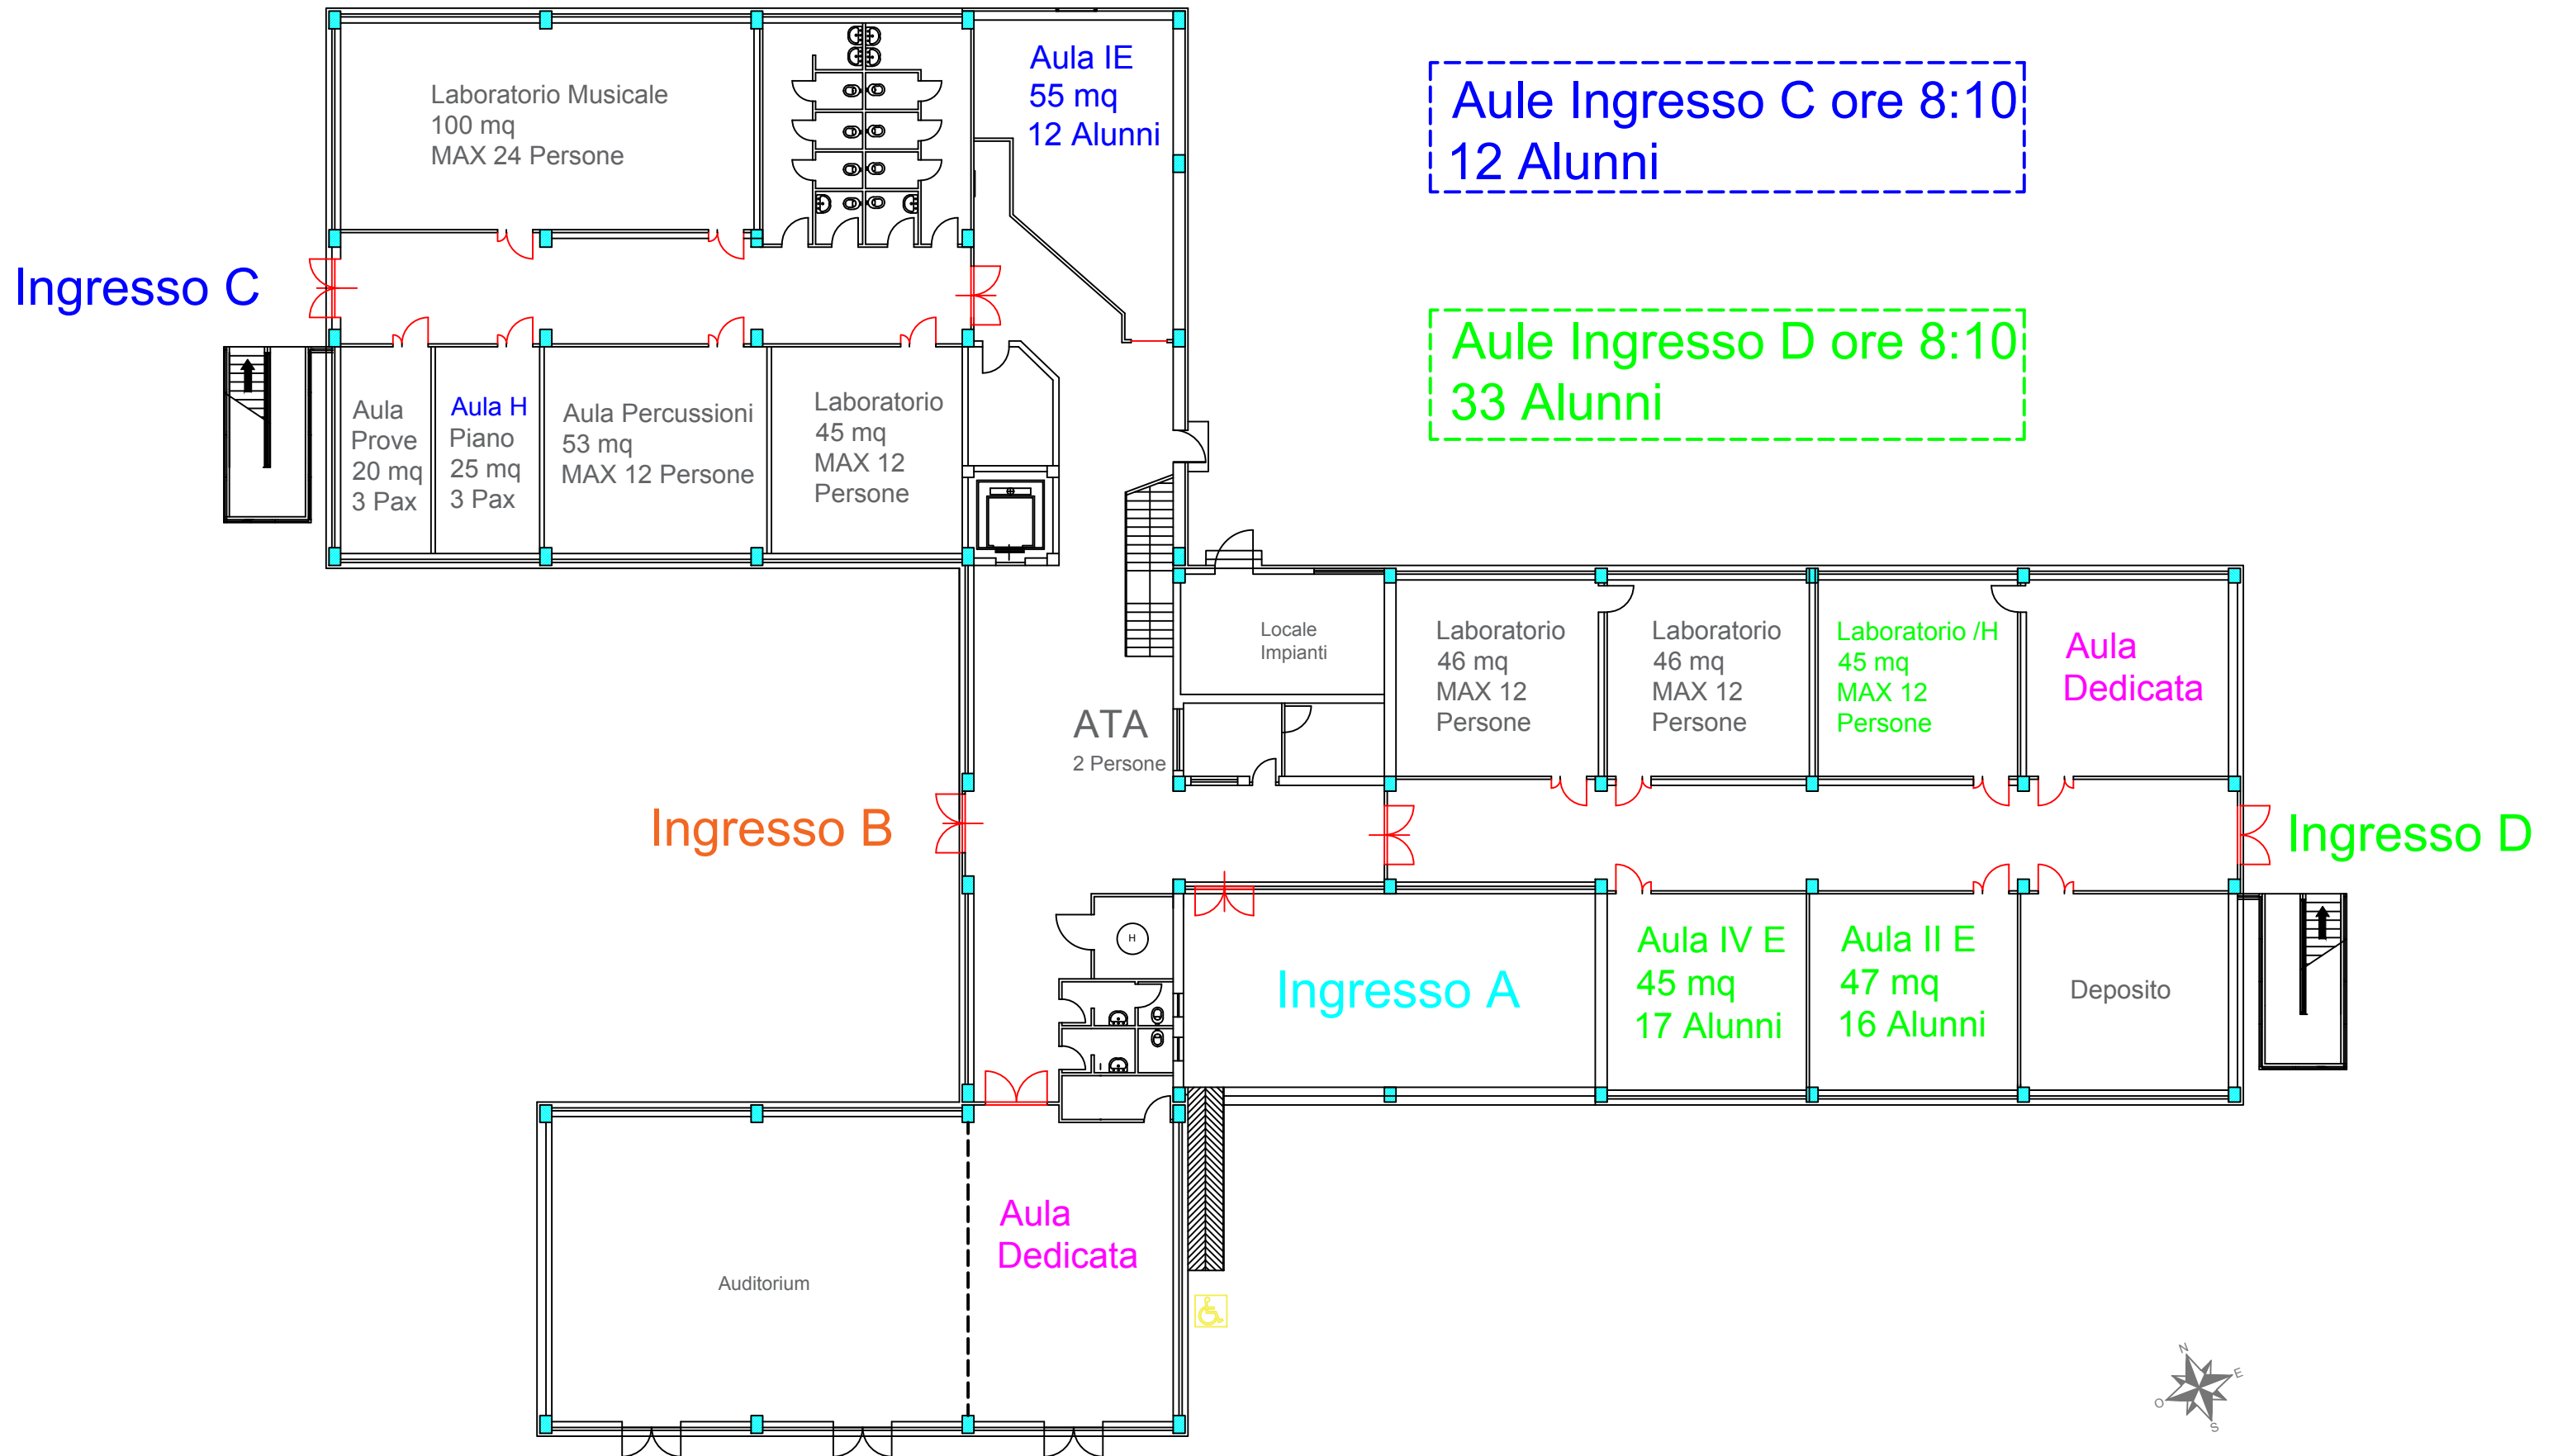 Laboratorio Musicale
100 mq
MAX 24 Persone
Aula IE
55 mq
12 Alunni
Aule Ingresso C ore 8:10
12 Alunni
Ingresso C
Aule Ingresso D ore 8:10
33 Alunni
Aula
Prove
20 mq
3 Pax
Aula H
Piano
25 mq
3 Pax
Aula Percussioni
53 mq
MAX 12 Persone
Laboratorio
45 mq
MAX 12
Persone
Locale
Impianti
Laboratorio
46 mq
MAX 12
Persone
Laboratorio
46 mq
MAX 12
Persone
Laboratorio /H
45 mq
MAX 12
Persone
Aula
Dedicata
ATA
2 Persone
Ingresso B
Ingresso D
H
Ingresso A
Aula IV E
45 mq
17 Alunni
Aula II E
47 mq
16 Alunni
Deposito
Auditorium
Aula
Dedicata
N
E
O
S